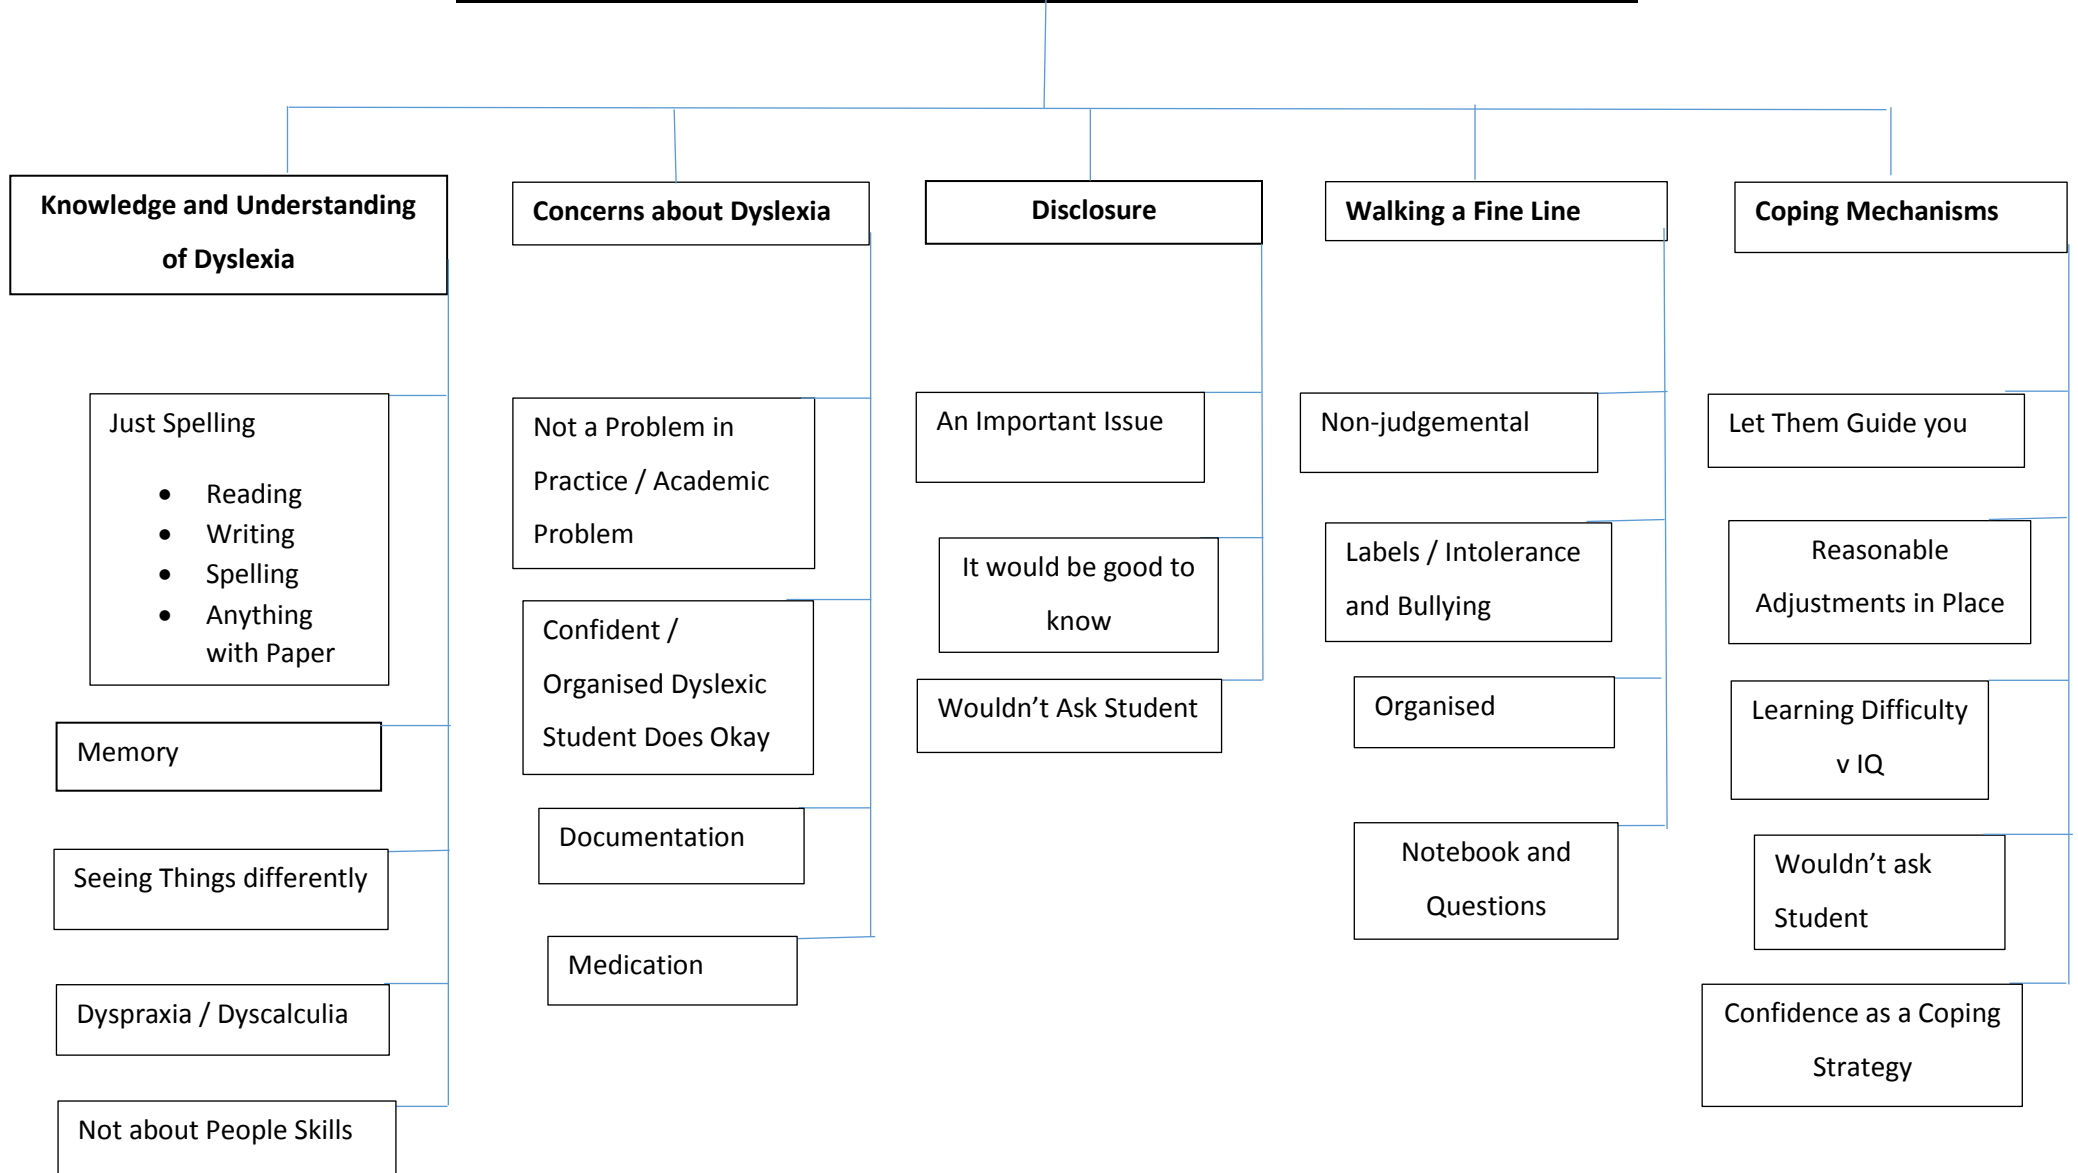 Knowledge and Understanding
of Dyslexia
Just Spelling
• Reading
• Writing
• Spelling
• Anything
with Paper
Memory
Seeing Things differently
Dyspraxia / Dyscalculia
Not about People Skills
Concerns about Dyslexia
Not a Problem in
Practice / Academic
Problem
Confident /
Organised Dyslexic
Student Does Okay
Documentation
Medication
Disclosure
An Important Issue
It would be good to
know
Wouldn’t Ask Student
Walking a Fine Line
Non-judgemental
Labels / Intolerance
and Bullying
Organised
Notebook and
Questions
Coping Mechanisms
Let Them Guide you
Reasonable
Adjustments in Place
Learning Difficulty
v IQ
Wouldn’t ask
Student
Confidence as a Coping
Strategy